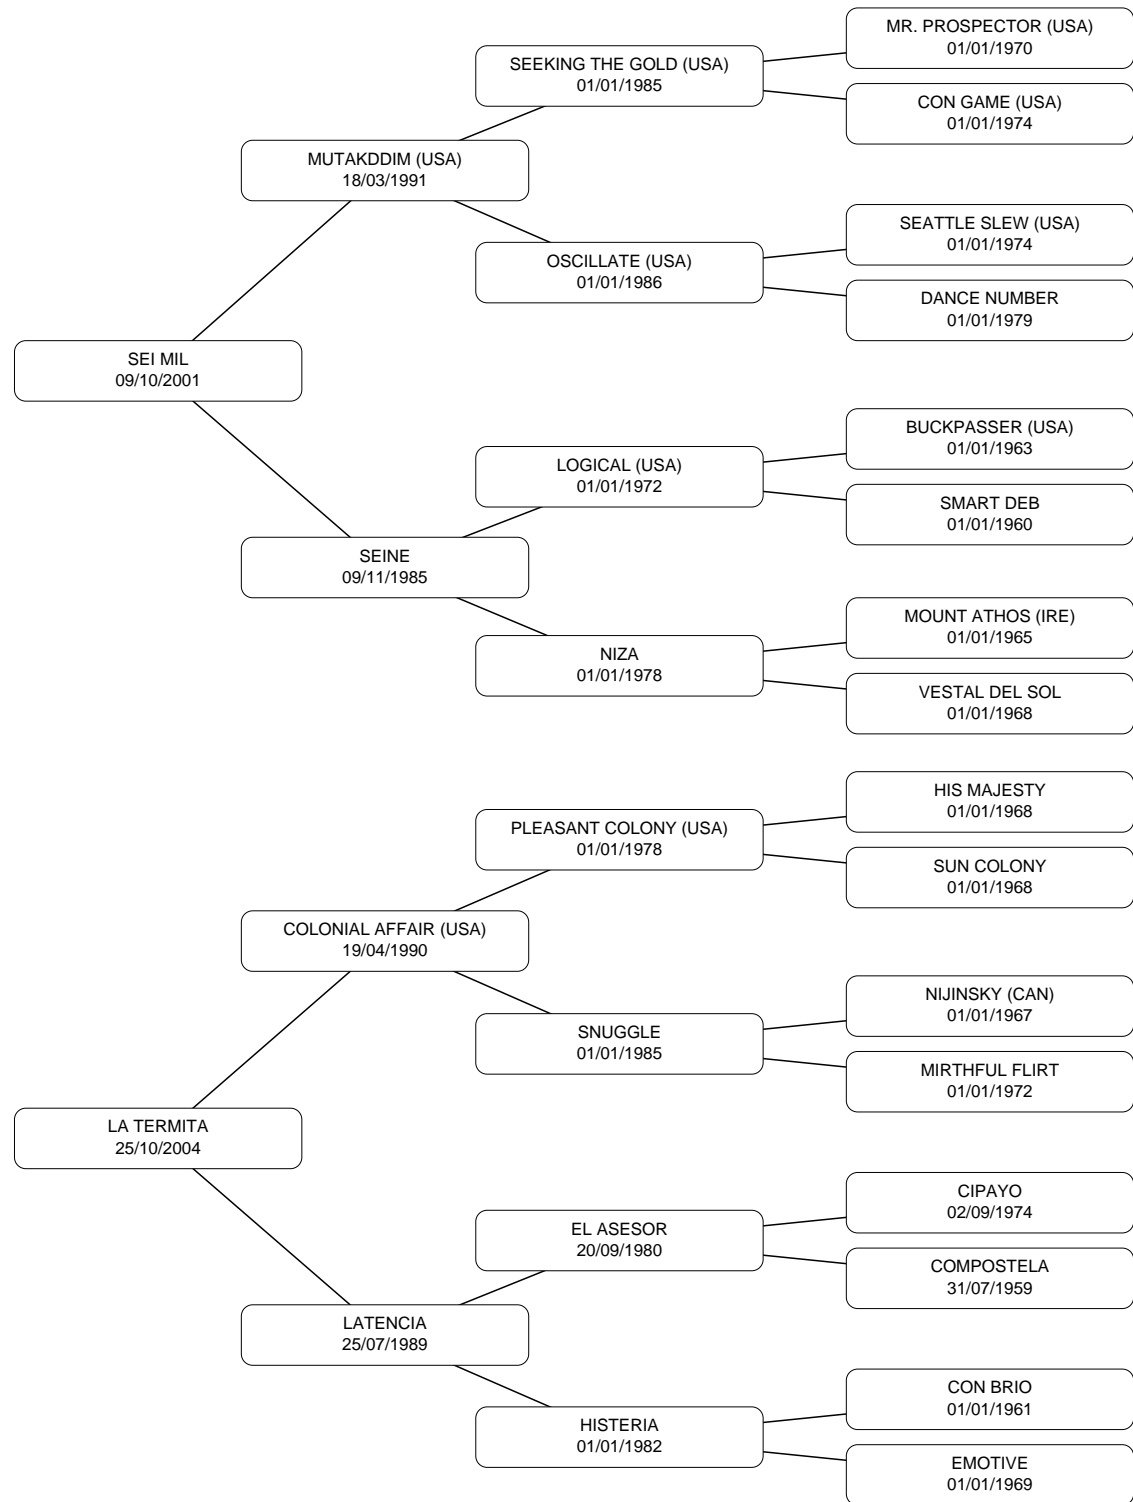 MR. PROSPECTOR (USA)
01/01/1970
SEEKING THE GOLD (USA)
01/01/1985
CON GAME (USA)
01/01/1974
MUTAKDDIM (USA)
18/03/1991
SEATTLE SLEW (USA)
01/01/1974
OSCILLATE (USA)
01/01/1986
DANCE NUMBER
01/01/1979
SEI MIL
09/10/2001
BUCKPASSER (USA)
01/01/1963
LOGICAL (USA)
01/01/1972
SMART DEB
01/01/1960
SEINE
09/11/1985
MOUNT ATHOS (IRE)
01/01/1965
NIZA
01/01/1978
VESTAL DEL SOL
01/01/1968
HIS MAJESTY
01/01/1968
PLEASANT COLONY (USA)
01/01/1978
SUN COLONY
01/01/1968
COLONIAL AFFAIR (USA)
19/04/1990
NIJINSKY (CAN)
01/01/1967
SNUGGLE
01/01/1985
MIRTHFUL FLIRT
01/01/1972
LA TERMITA
25/10/2004
CIPAYO
02/09/1974
EL ASESOR
20/09/1980
COMPOSTELA
31/07/1959
LATENCIA
25/07/1989
CON BRIO
01/01/1961
HISTERIA
01/01/1982
EMOTIVE
01/01/1969